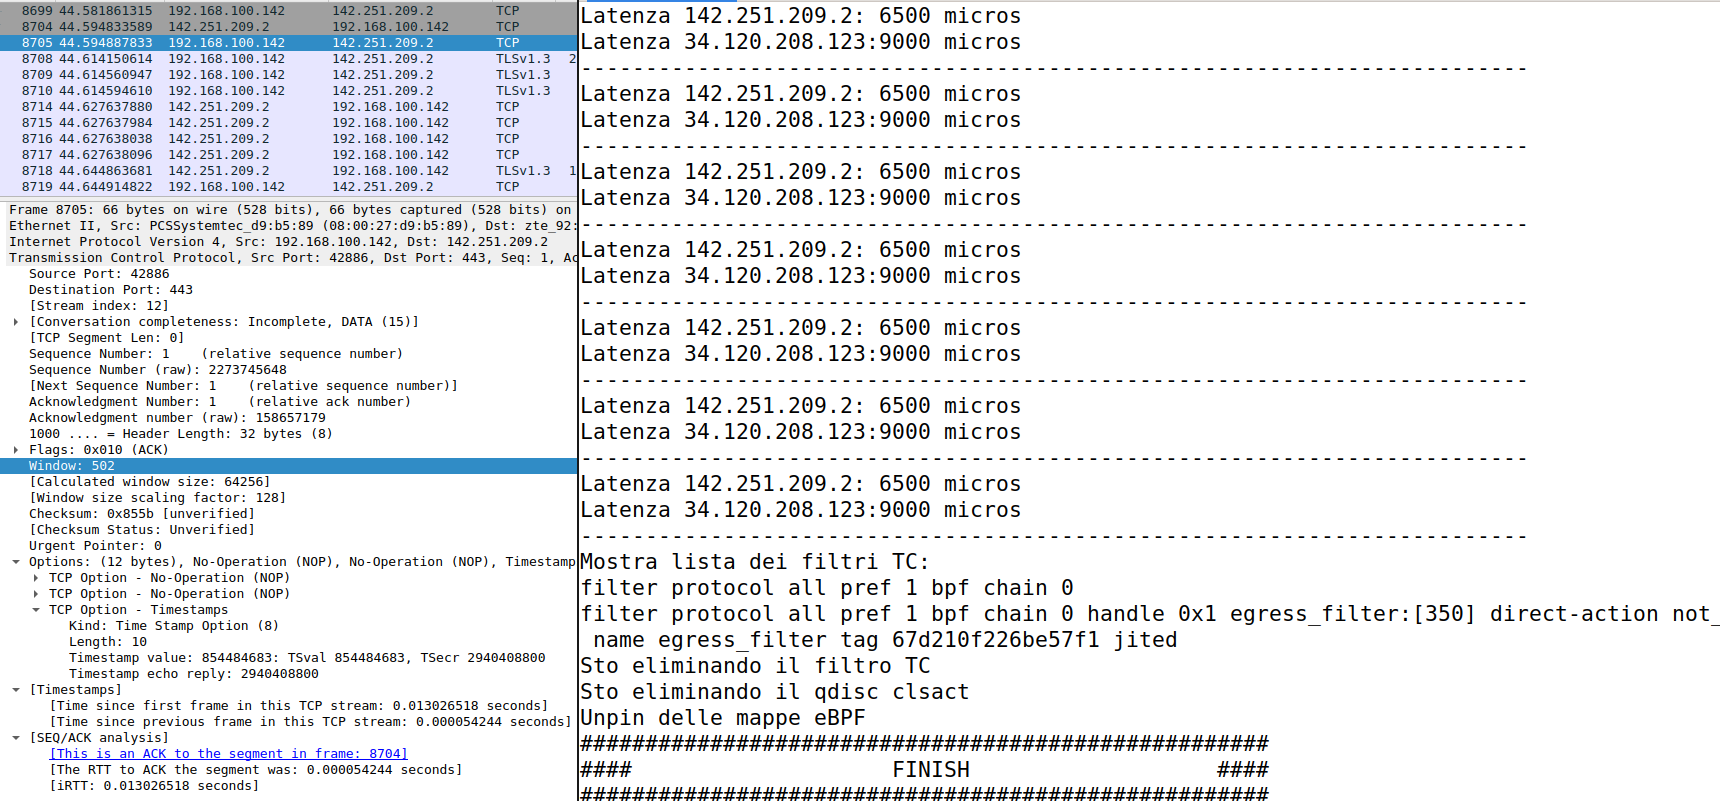 8699 44.581861315 192.168.100.142 142.251.209.2 TCP
8704 44.594833589 142.251.209.2 192.168.100.142 TCP
8705 44.594887833 192.168.100.142 142.251.209.2 TCP
8708 44.614150614 192.168.100.142 142.251.209.2 TLSv1.3 2
8709 44.614560947 192.168.100.142 142.251.209.2 TLSv1.3
8710 44.614594610 192.168.100.142 142.251.209.2 TLSv1.3
8714 44.627637880 142.251.209.2 192.168.100.142 TCP
8715 44.627637984 142.251.209.2 192.168.100.142 TCP
8716 44.627638038 142.251.209.2 192.168.100.142 TCP
8717 44.627638096 142.251.209.2 192.168.100.142 TCP
8718 44.644863681 142.251.209.2 192.168.100.142 TLSv1.3 1
8719 44.644914822 192.168.100.142 142.251.209.2 TCP
Frame 8705: 66 bytes on wire (528 bits), 66 bytes captured (528 bits) on
Ethernet II, Src: PCSSystemtec_d9:b5:89 (08:00:27:d9:b5:89), Dst: zte_92:
Internet Protocol Version 4, Src: 192.168.100.142, Dst: 142.251.209.2
Transmission Control Protocol, Src Port: 42886, Dst Port: 443, Seq: 1, Ac
Source Port: 42886
Destination Port: 443
[Stream index: 12]
[Conversation completeness: Incomplete, DATA (15)]
[TCP Segment Len: 0]
Sequence Number: 1    (relative sequence number)
Sequence Number (raw): 2273745648
[Next Sequence Number: 1    (relative sequence number)]
Acknowledgment Number: 1    (relative ack number)
Acknowledgment number (raw): 158657179
1000 .... = Header Length: 32 bytes (8)
Flags: 0x010 (ACK)
Window: 502
[Calculated window size: 64256]
[Window size scaling factor: 128]
Checksum: 0x855b [unverified]
[Checksum Status: Unverified]
Urgent Pointer: 0
Options: (12 bytes), No-Operation (NOP), No-Operation (NOP), Timestamp
TCP Option - No-Operation (NOP)
TCP Option - No-Operation (NOP)
TCP Option - Timestamps
Kind: Time Stamp Option (8)
Length: 10
Timestamp value: 854484683: TSval 854484683, TSecr 2940408800
Timestamp echo reply: 2940408800
[Timestamps]
[Time since first frame in this TCP stream: 0.013026518 seconds]
[Time since previous frame in this TCP stream: 0.000054244 seconds]
[SEQ/ACK analysis]
[This is an ACK to the segment in frame: 8704]
[The RTT to ACK the segment was: 0.000054244 seconds]
[iRTT: 0.013026518 seconds]
Latenza 142.251.209.2: 6500 micros
Latenza 34.120.208.123:9000 micros
-------------------------------------------------------------------------
Latenza 142.251.209.2: 6500 micros
Latenza 34.120.208.123:9000 micros
-------------------------------------------------------------------------
Latenza 142.251.209.2: 6500 micros
Latenza 34.120.208.123:9000 micros
-------------------------------------------------------------------------
Latenza 142.251.209.2: 6500 micros
Latenza 34.120.208.123:9000 micros
-------------------------------------------------------------------------
Latenza 142.251.209.2: 6500 micros
Latenza 34.120.208.123:9000 micros
-------------------------------------------------------------------------
Latenza 142.251.209.2: 6500 micros
Latenza 34.120.208.123:9000 micros
-------------------------------------------------------------------------
Latenza 142.251.209.2: 6500 micros
Latenza 34.120.208.123:9000 micros
-------------------------------------------------------------------------
Mostra lista dei filtri TC:
filter protocol all pref 1 bpf chain 0
filter protocol all pref 1 bpf chain 0 handle 0x1 egress_filter:[350] direct-action not_
name egress_filter tag 67d210f226be57f1 jited
Sto eliminando il filtro TC
Sto eliminando il qdisc clsact
Unpin delle mappe eBPF
#####################################################
####                    FINISH                   ####
#####################################################